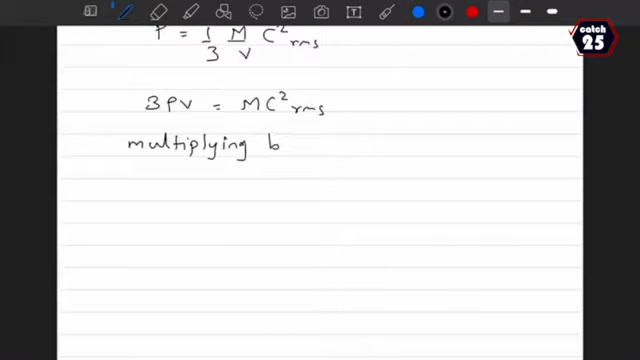 catch
25
P = 1/3 M/V C²rms
3PV = MC²rms
multiplying b